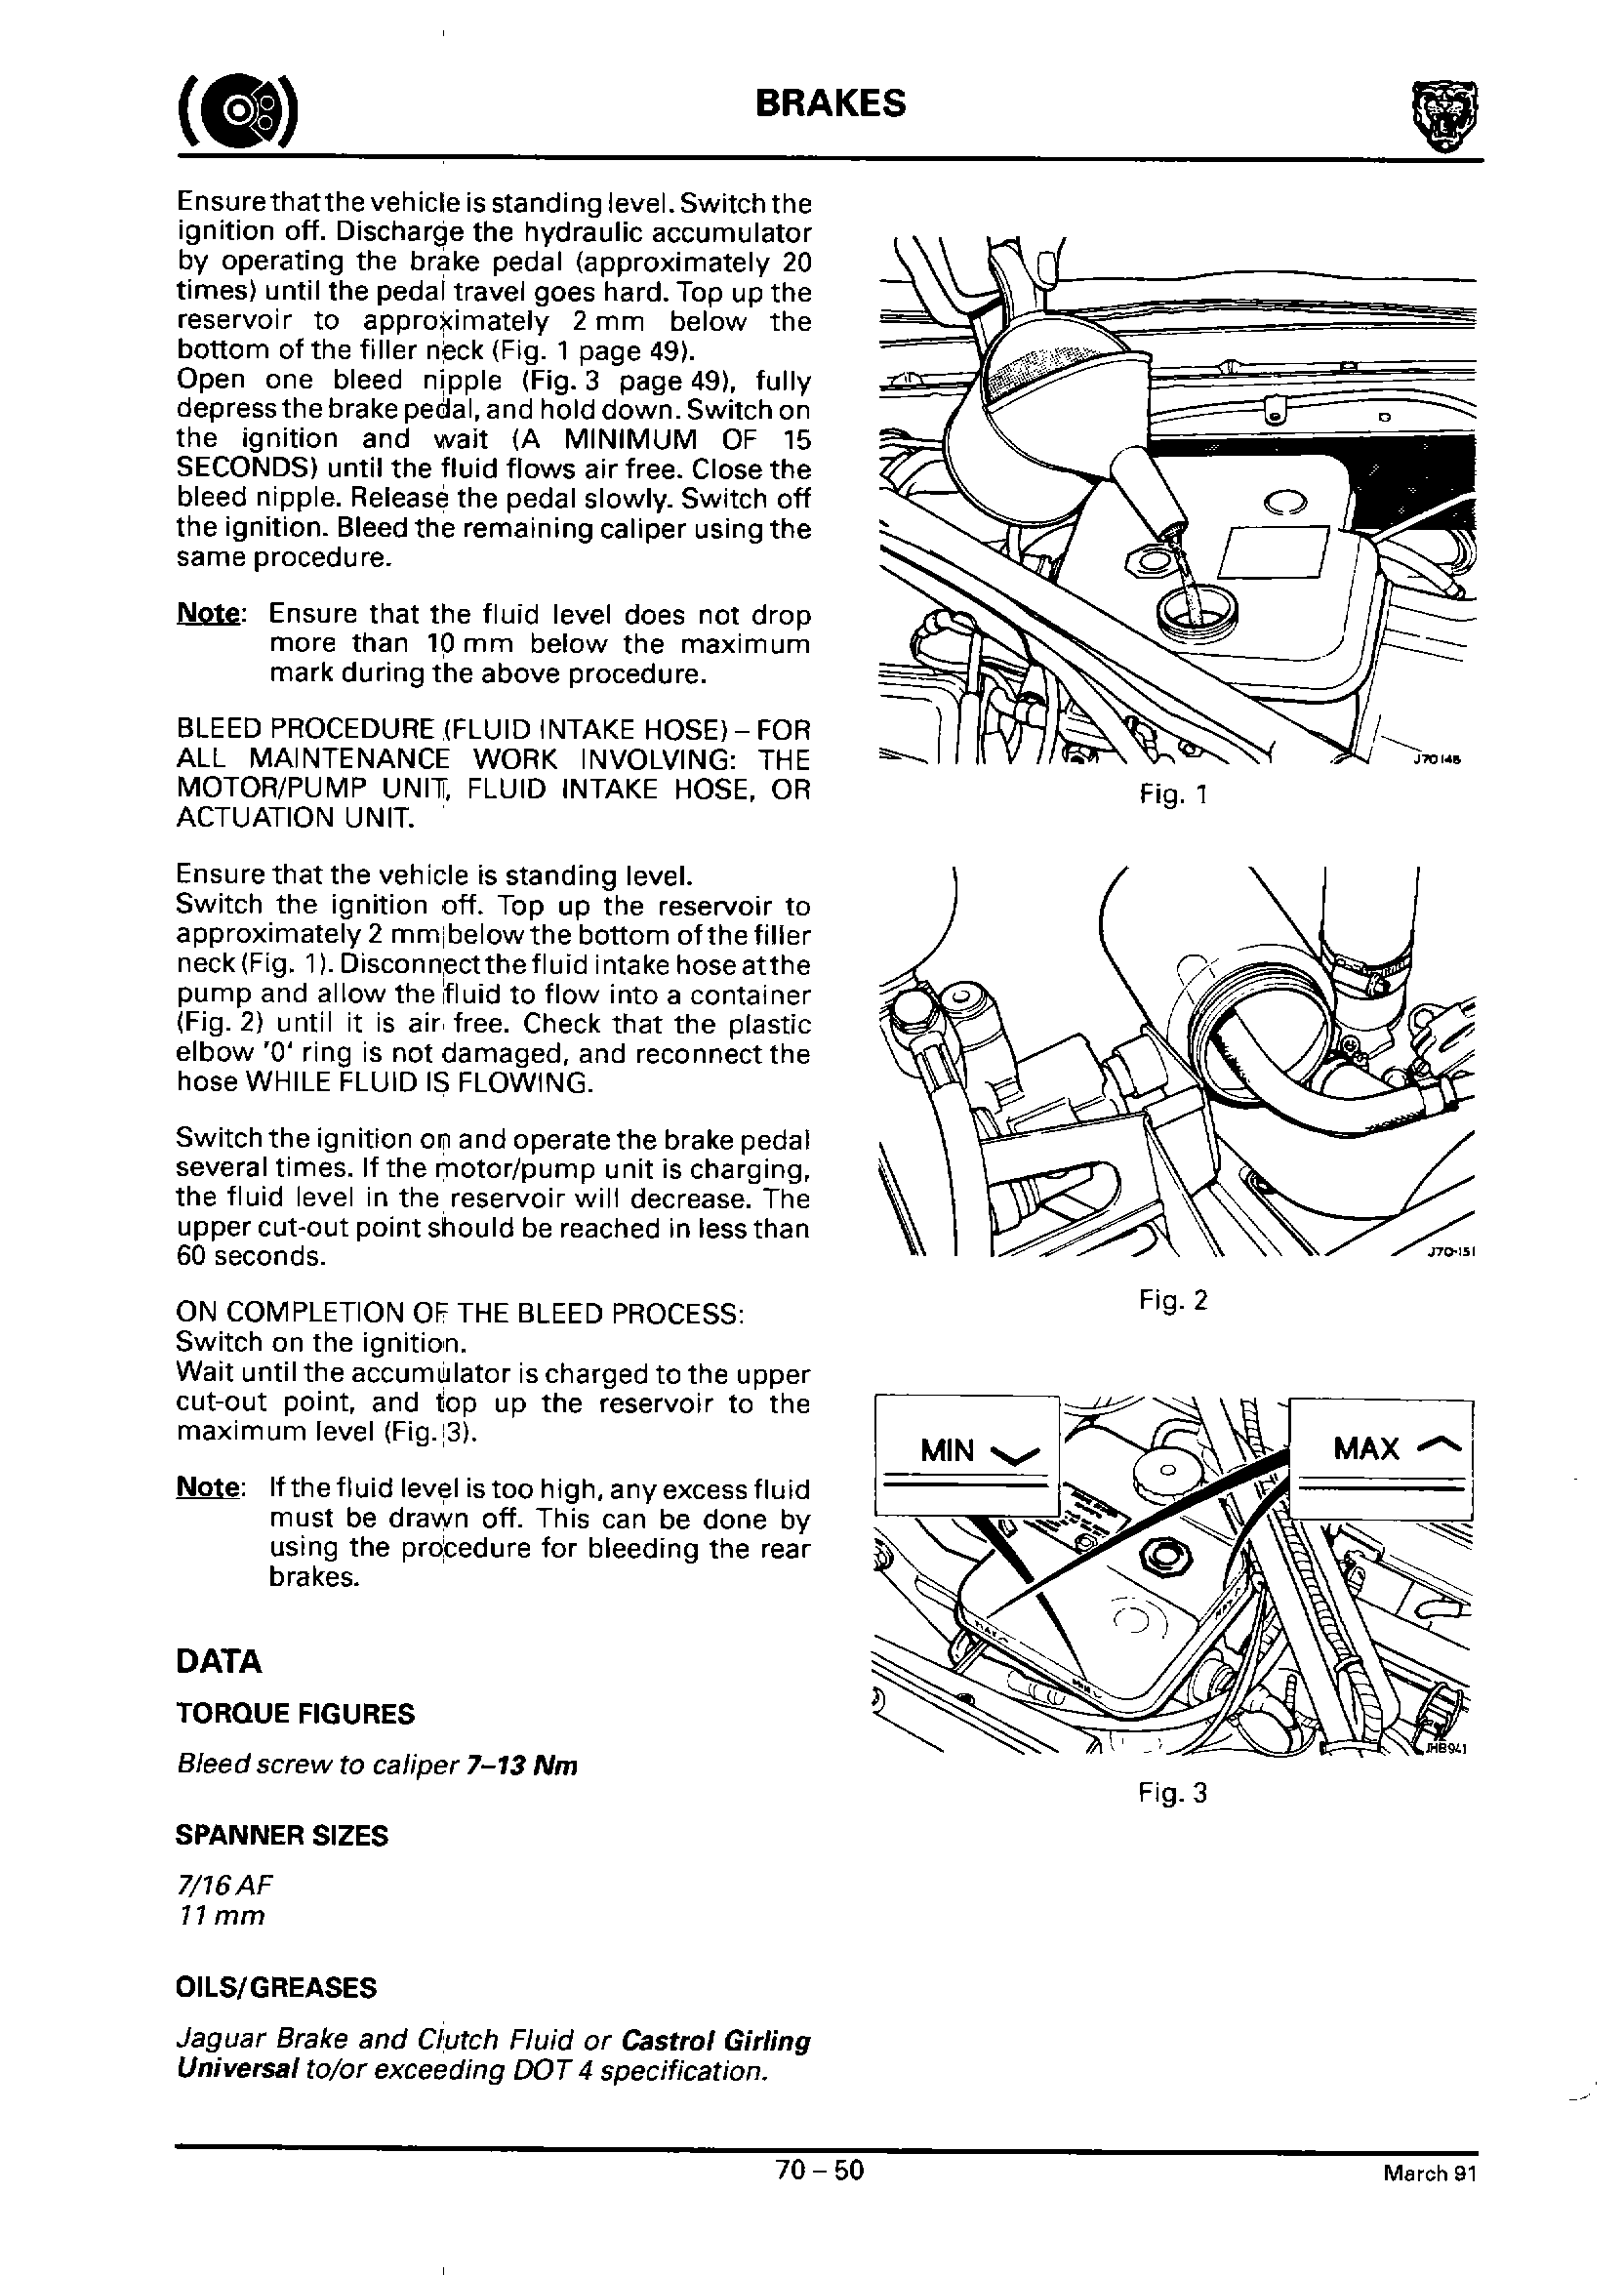 BRAKES
Ensure that the vehicle is standing level. Switch the
ignition off. Discharge the hydraulic accumulator
by operating the brake pedal (approximately 20
times) until the pedal travel goes hard. Top up the
reservoir to approximately 2 mm below the
bottom of the filler neck (Fig. 1 page 49).
Open one bleed nipple (Fig. 3 page 49), fully
depress the brake pedal, and hold down. Switch on
the ignition and wait (A MINIMUM OF 15
SECONDS) until the fluid flows air free. Close the
bleed nipple. Release the pedal slowly. Switch off
the ignition. Bleed the remaining caliper using the
same procedure.
Note: Ensure that the fluid level does not drop
more than 10 mm below the maximum
mark during the above procedure.
BLEED PROCEDURE (FLUID INTAKE HOSE) – FOR
ALL MAINTENANCE WORK INVOLVING: THE
MOTOR/PUMP UNIT, FLUID INTAKE HOSE, OR
ACTUATION UNIT.
Ensure that the vehicle is standing level.
Switch the ignition off. Top up the reservoir to
approximately 2 mm below the bottom of the filler
neck (Fig. 1). Disconnect the fluid intake hose at the
pump and allow the fluid to flow into a container
(Fig. 2) until it is air free. Check that the plastic
elbow '0' ring is not damaged, and reconnect the
hose WHILE FLUID IS FLOWING.
Switch the ignition on and operate the brake pedal
several times. If the motor/pump unit is charging,
the fluid level in the reservoir will decrease. The
upper cut-out point should be reached in less than
60 seconds.
ON COMPLETION OF THE BLEED PROCESS:
Switch on the ignition.
Wait until the accumulator is charged to the upper
cut-out point, and top up the reservoir to the
maximum level (Fig. 3).
Note: If the fluid level is too high, any excess fluid
must be drawn off. This can be done by
using the procedure for bleeding the rear
brakes.
DATA
TORQUE FIGURES
Bleed screw to caliper 7–13 Nm
SPANNER SIZES
7/16 AF
11 mm
OILS/GREASES
Jaguar Brake and Clutch Fluid or Castrol Girling
Universal to/or exceeding DOT 4 specification.
J70 148
Fig. 1
J70-151
Fig. 2
MIN
MAX
JHB941
Fig. 3
70 – 50
March 91